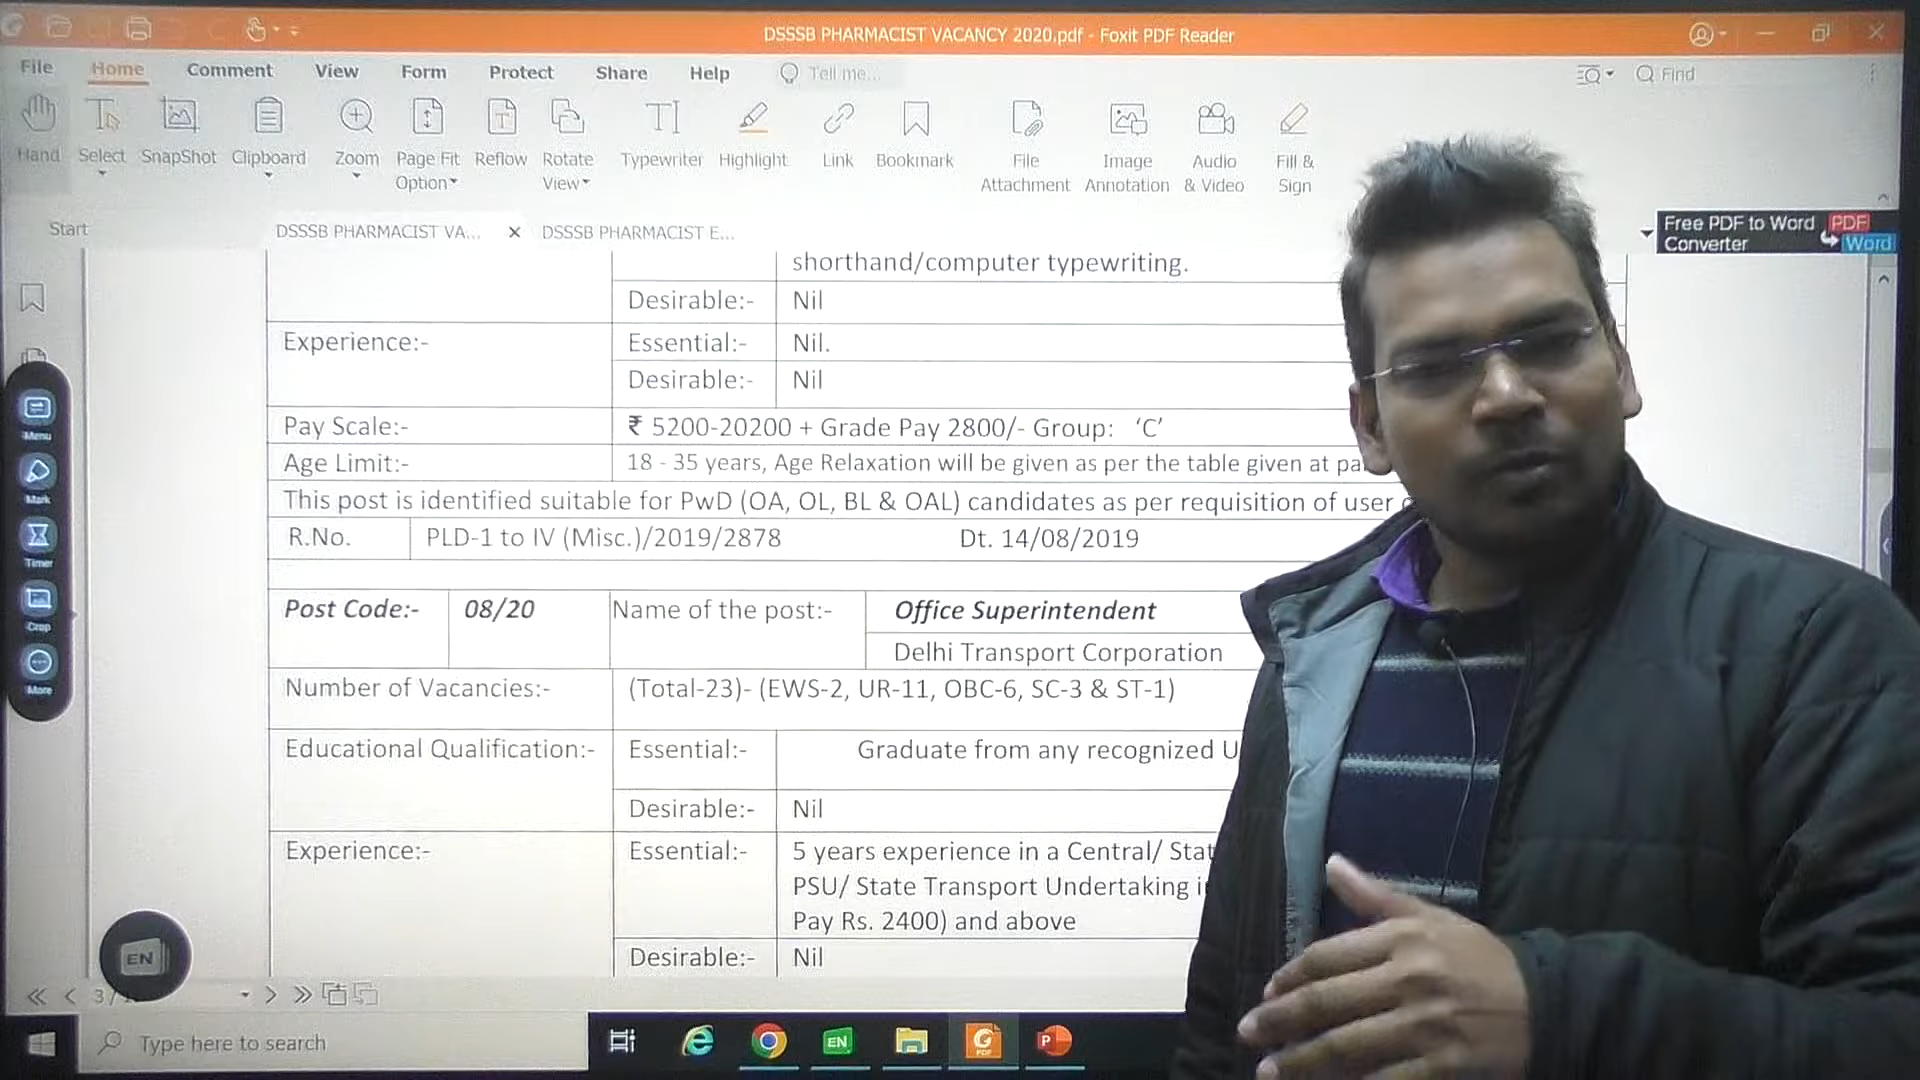 DSSSB PHARMACIST VACANCY 2020.pdf - Foxit PDF Reader
File Home Comment View Form Protect Share Help Tell me... Find
Hand Select SnapShot Clipboard Zoom Page Fit Option Reflow Rotate View Typewriter Highlight Link Bookmark File Attachment Image Annotation Audio & Video Fill & Sign
Start DSSSB PHARMACIST VA... DSSSB PHARMACIST E...
Free PDF to Word Converter PDF Word
shorthand/computer typewriting.
Desirable:- Nil
Experience:- Essential:- Nil.
Desirable:- Nil
Pay Scale:- ₹ 5200-20200 + Grade Pay 2800/- Group: ‘C’
Age Limit:- 18 - 35 years, Age Relaxation will be given as per the table given at
This post is identified suitable for PwD (OA, OL, BL & OAL) candidates as per requisition of user
R.No. PLD-1 to IV (Misc.)/2019/2878 Dt. 14/08/2019
Post Code:- 08/20 Name of the post:- Office Superintendent
Delhi Transport Corporation
Number of Vacancies:- (Total-23)- (EWS-2, UR-11, OBC-6, SC-3 & ST-1)
Educational Qualification:- Essential:- Graduate from any recognized
Desirable:- Nil
Experience:- Essential:- 5 years experience in a Central/
PSU/ State Transport Undertaking
Pay Rs. 2400) and above
Desirable:- Nil
Menu
Mark
Timer
Crop
More
EN
3/
Type here to search
EN
G PDF
P